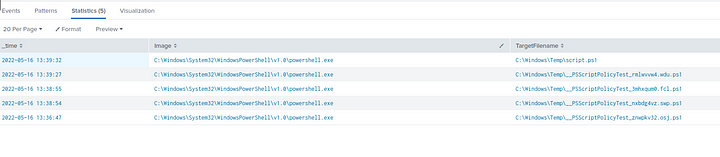 Events Patterns Statistics (5) Visualization
20 Per Page Format Preview
_time Image TargetFilename
2022-05-16 13:39:32 C:\Windows\System32\WindowsPowerShell\v1.0\powershell.exe C:\Windows\Temp\script.ps1
2022-05-16 13:39:27 C:\Windows\System32\WindowsPowerShell\v1.0\powershell.exe C:\Windows\Temp\__PSScriptPolicyTest_rmlwvvw4.wdu.ps1
2022-05-16 13:38:55 C:\Windows\System32\WindowsPowerShell\v1.0\powershell.exe C:\Windows\Temp\__PSScriptPolicyTest_3mhxqum0.fcl.ps1
2022-05-16 13:38:54 C:\Windows\System32\WindowsPowerShell\v1.0\powershell.exe C:\Windows\Temp\__PSScriptPolicyTest_nxbdg4vz.swp.ps1
2022-05-16 13:36:47 C:\Windows\System32\WindowsPowerShell\v1.0\powershell.exe C:\Windows\Temp\__PSScriptPolicyTest_znwpkv32.osj.ps1